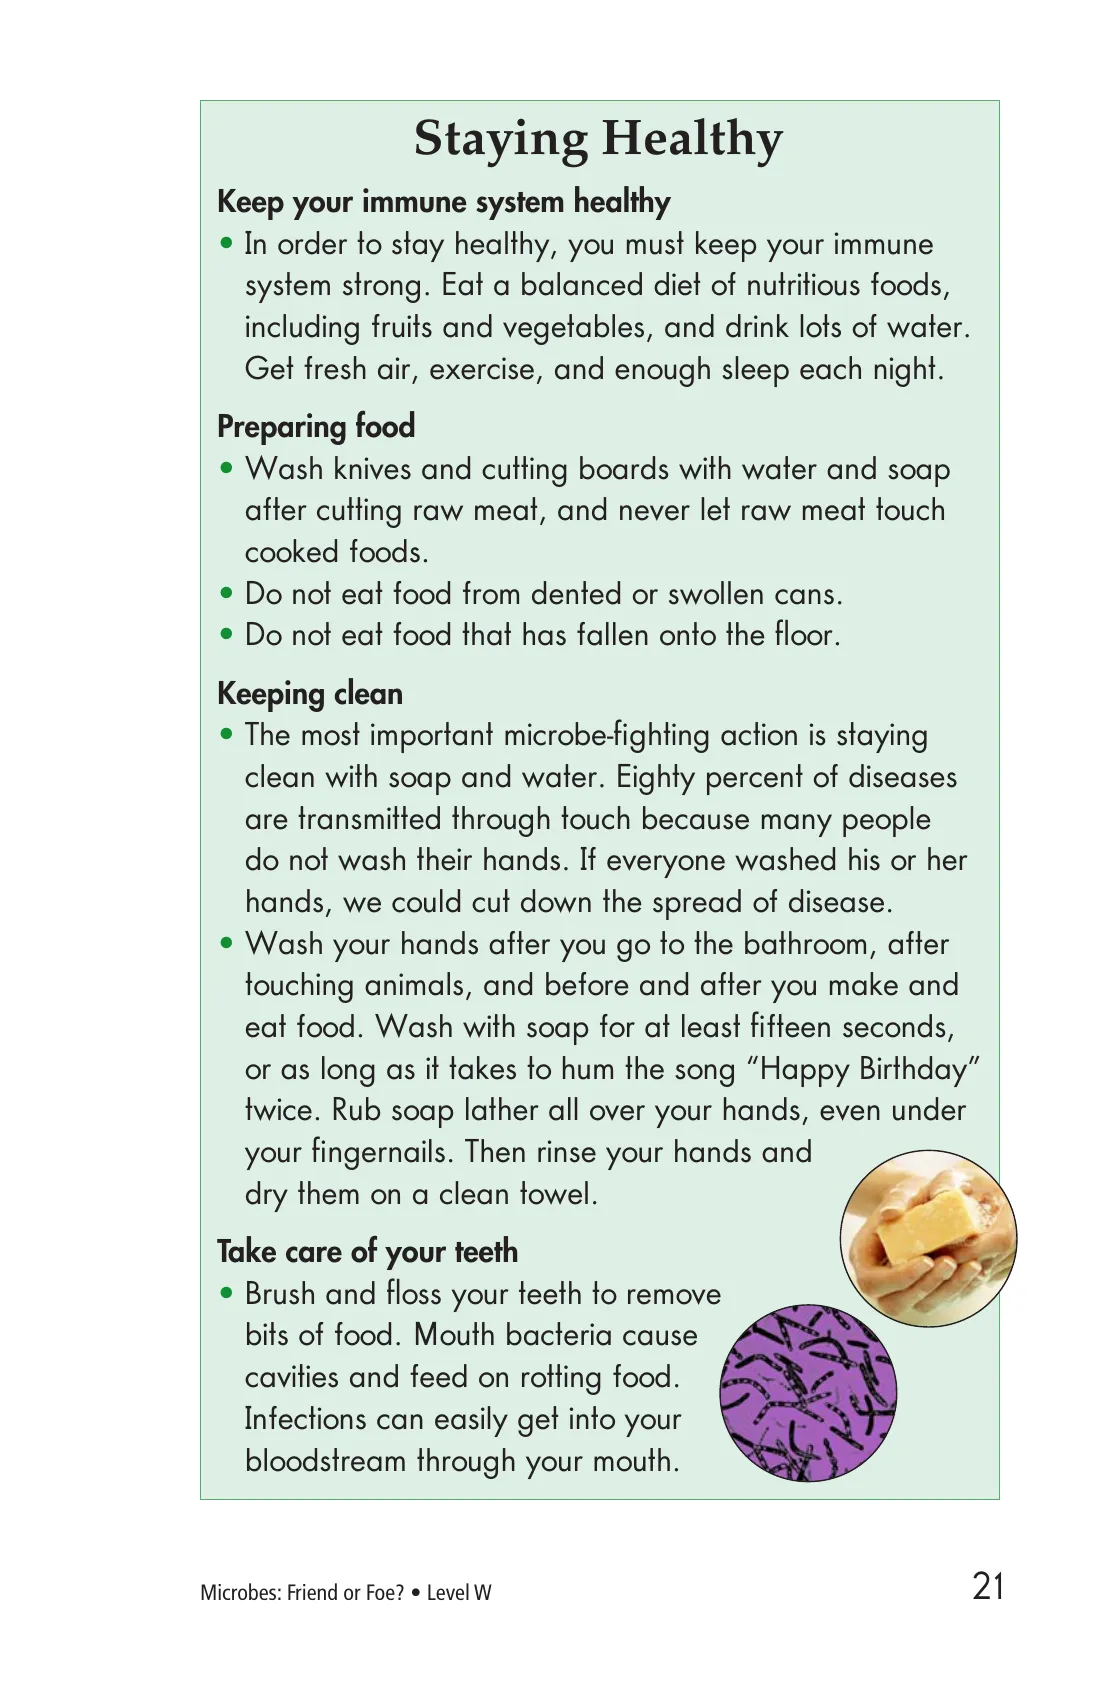 Staying Healthy
Keep your immune system healthy
• In order to stay healthy, you must keep your immune
system strong. Eat a balanced diet of nutritious foods,
including fruits and vegetables, and drink lots of water.
Get fresh air, exercise, and enough sleep each night.
Preparing food
• Wash knives and cutting boards with water and soap
after cutting raw meat, and never let raw meat touch
cooked foods.
• Do not eat food from dented or swollen cans.
• Do not eat food that has fallen onto the floor.
Keeping clean
• The most important microbe-fighting action is staying
clean with soap and water. Eighty percent of diseases
are transmitted through touch because many people
do not wash their hands. If everyone washed his or her
hands, we could cut down the spread of disease.
• Wash your hands after you go to the bathroom, after
touching animals, and before and after you make and
eat food. Wash with soap for at least fifteen seconds,
or as long as it takes to hum the song “Happy Birthday”
twice. Rub soap lather all over your hands, even under
your fingernails. Then rinse your hands and
dry them on a clean towel.
Take care of your teeth
• Brush and floss your teeth to remove
bits of food. Mouth bacteria cause
cavities and feed on rotting food.
Infections can easily get into your
bloodstream through your mouth.
Microbes: Friend or Foe? • Level W
21